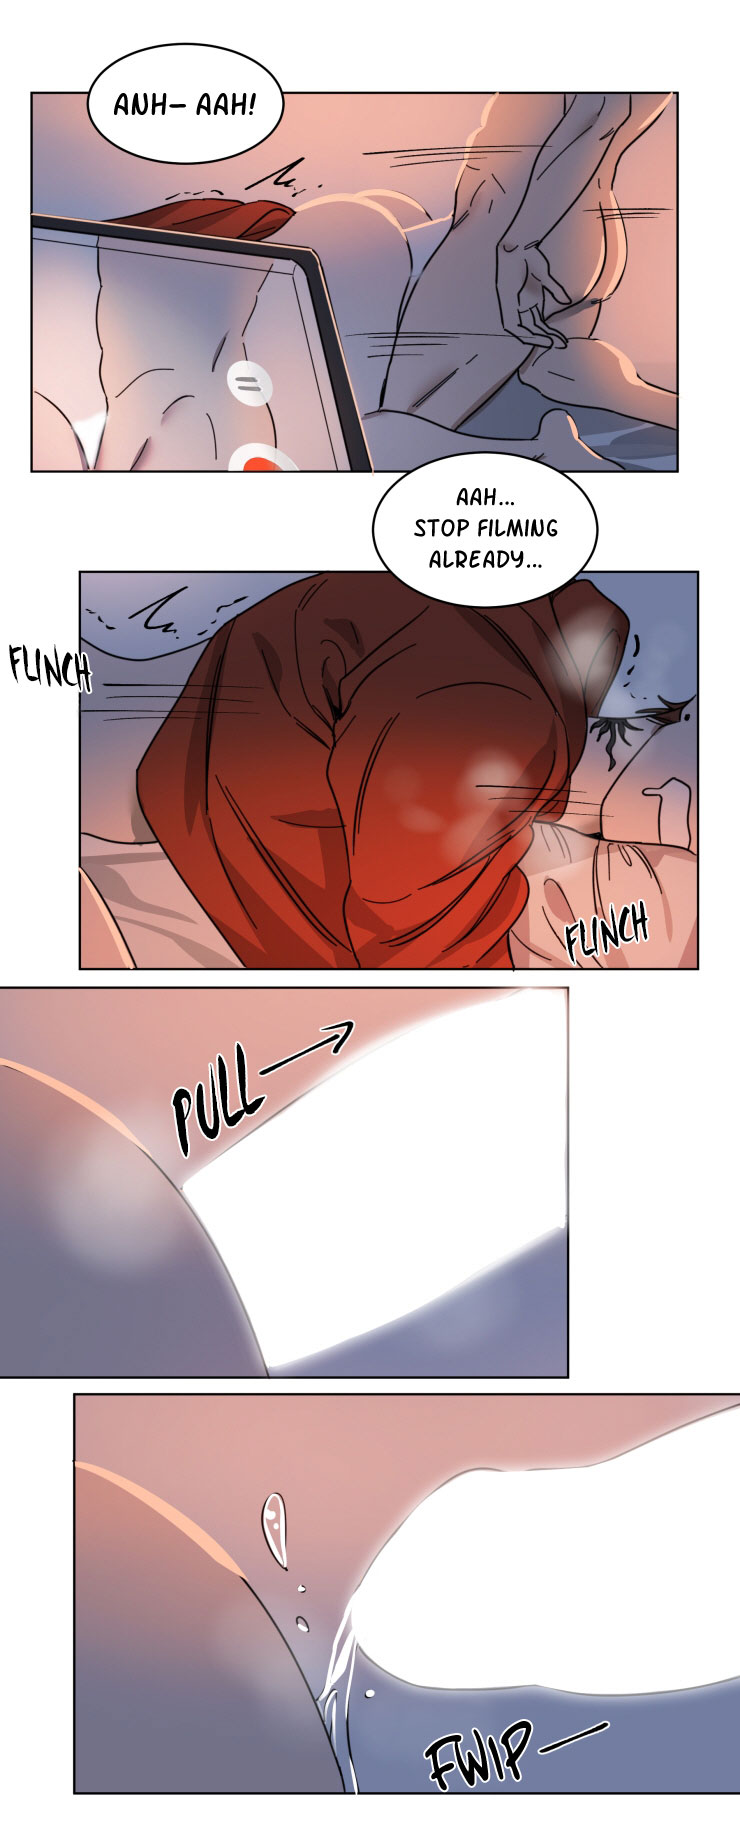 ANH- AAH!
AAH...
STOP FILMING
ALREADY...
FLINCH
FLINCH
PULL
FWIP